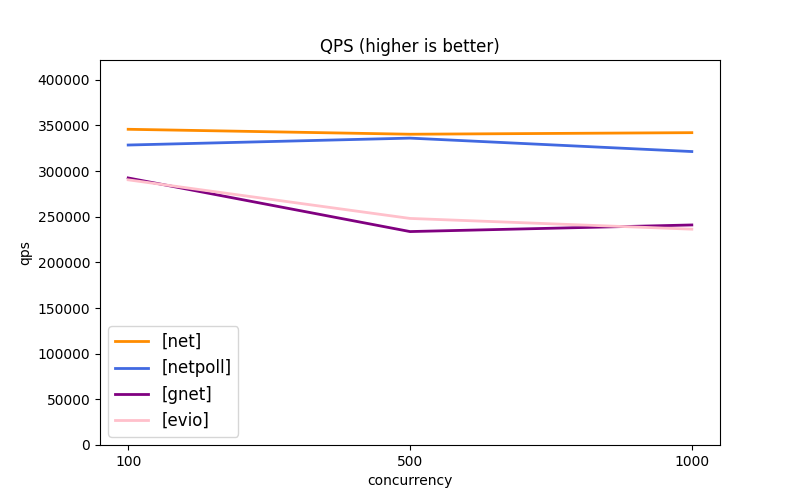 QPS (higher is better)
400000
350000
300000
250000
200000
150000
100000
50000
0
qps
[net]
[netpoll]
[gnet]
[evio]
100
500
1000
concurrency